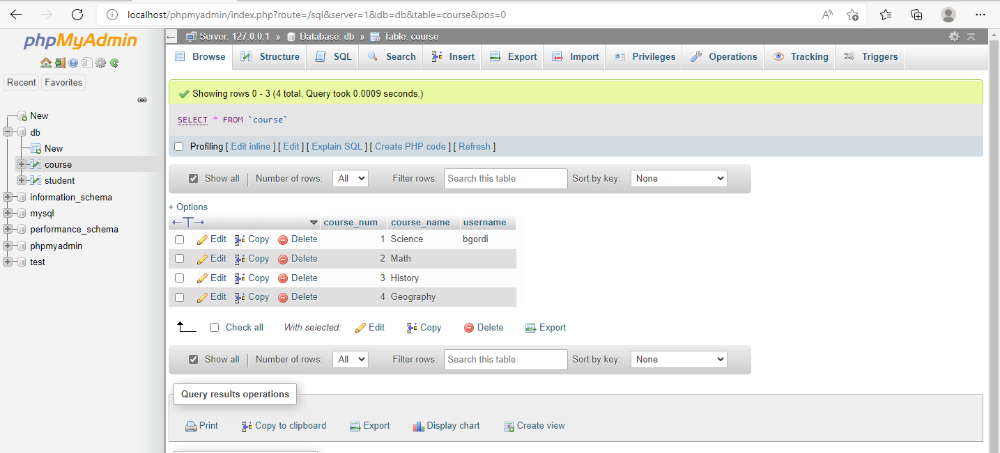 localhost/phpmyadmin/index.php?route=/sql&server=1&db=db&table=course&pos=0
phpMyAdmin
Recent Favorites
New
db
New
course
student
information_schema
mysql
performance_schema
phpmyadmin
test
Server: 127.0.0.1 » Database: db » Table: course
Browse Structure SQL Search Insert Export Import Privileges Operations Tracking Triggers
Showing rows 0 - 3 (4 total, Query took 0.0009 seconds.)
SELECT * FROM `course`
Profiling [ Edit inline ] [ Edit ] [ Explain SQL ] [ Create PHP code ] [ Refresh ]
Show all Number of rows: All Filter rows: Search this table Sort by key: None
+ Options
course_num course_name username
Edit Copy Delete 1 Science bgordi
Edit Copy Delete 2 Math
Edit Copy Delete 3 History
Edit Copy Delete 4 Geography
Check all With selected: Edit Copy Delete Export
Show all Number of rows: All Filter rows: Search this table Sort by key: None
Query results operations
Print Copy to clipboard Export Display chart Create view